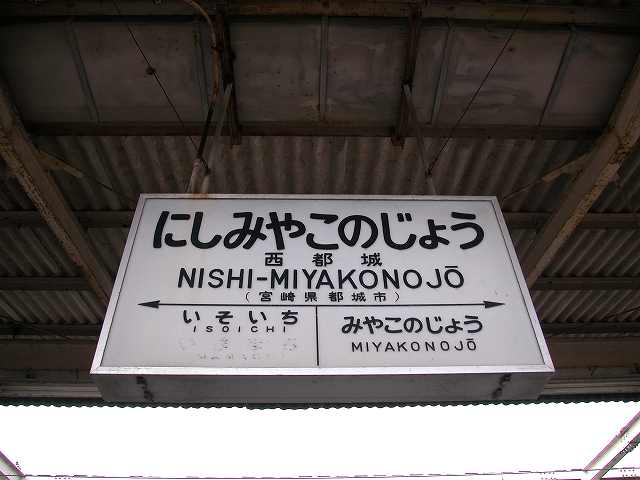 にしみやこのじょう
西都城
NISHI-MIYAKONOJŌ
(宮崎県都城市)
いそいち
ISOICHI
みやこのじょう
MIYAKONOJŌ